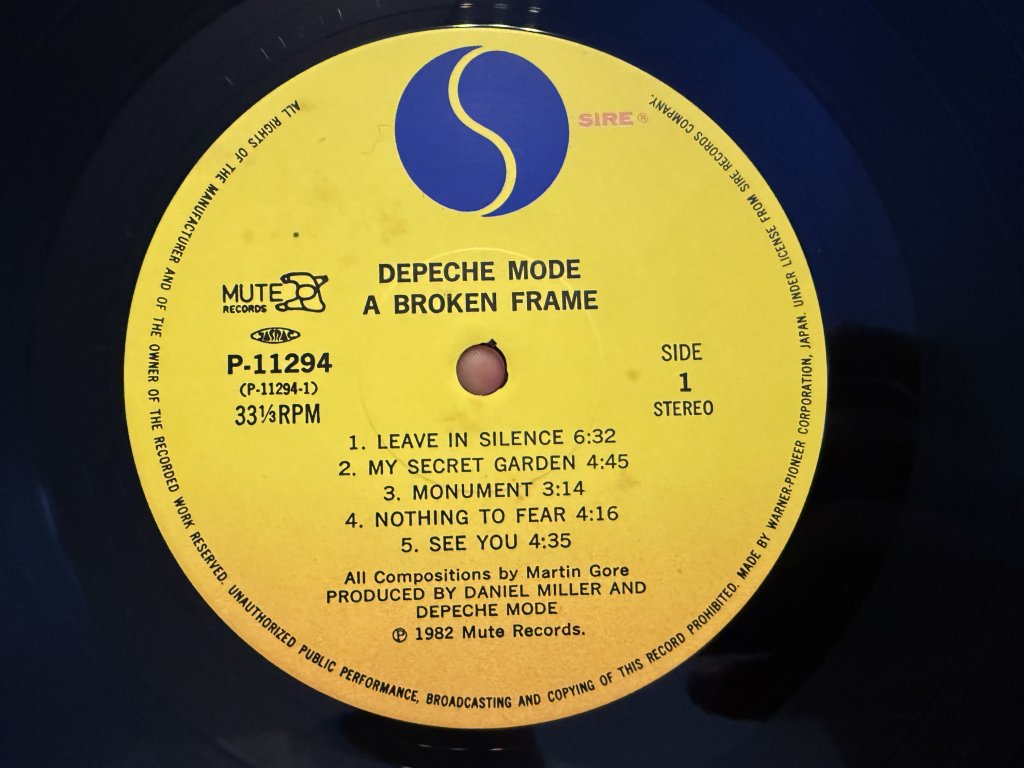 SIRE ®
DEPECHE MODE
A BROKEN FRAME
MUTE
RECORDS
P-11294
(P-11294-1)
33⅓RPM
SIDE
1
STEREO
1. LEAVE IN SILENCE 6:32
2. MY SECRET GARDEN 4:45
3. MONUMENT 3:14
4. NOTHING TO FEAR 4:16
5. SEE YOU 4:35
All Compositions by Martin Gore
PRODUCED BY DANIEL MILLER AND
DEPECHE MODE
℗ 1982 Mute Records.
ALL RIGHTS OF THE MANUFACTURER AND OF THE OWNER OF THE RECORDED WORK RESERVED. UNAUTHORIZED PUBLIC PERFORMANCE, BROADCASTING AND COPYING OF THIS RECORD PROHIBITED. MADE BY WARNER-PIONEER CORPORATION, JAPAN. UNDER LICENSE FROM SIRE RECORDS COMPANY.